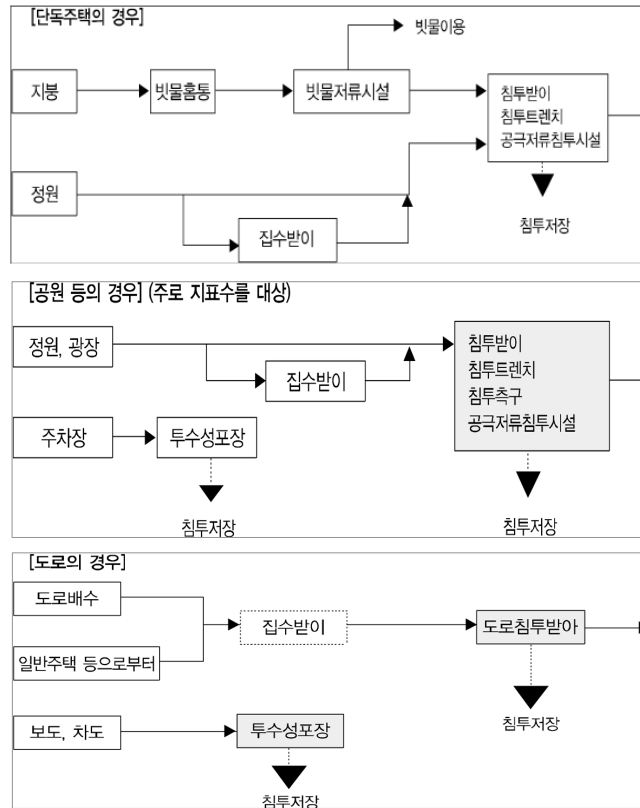 [단독주택의 경우]
빗물이용
지붕
빗물홈통
빗물저류시설
침투받이
침투트렌치
공극저류침투시설
정원
집수받이
침투저장
[공원 등의 경우] (주로 지표수를 대상)
정원, 광장
집수받이
침투받이
침투트렌치
침투측구
공극저류침투시설
주차장
투수성포장
침투저장
침투저장
[도로의 경우]
도로배수
집수받이
도로침투받아
일반주택 등으로부터
침투저장
보도, 차도
투수성포장
침투저장